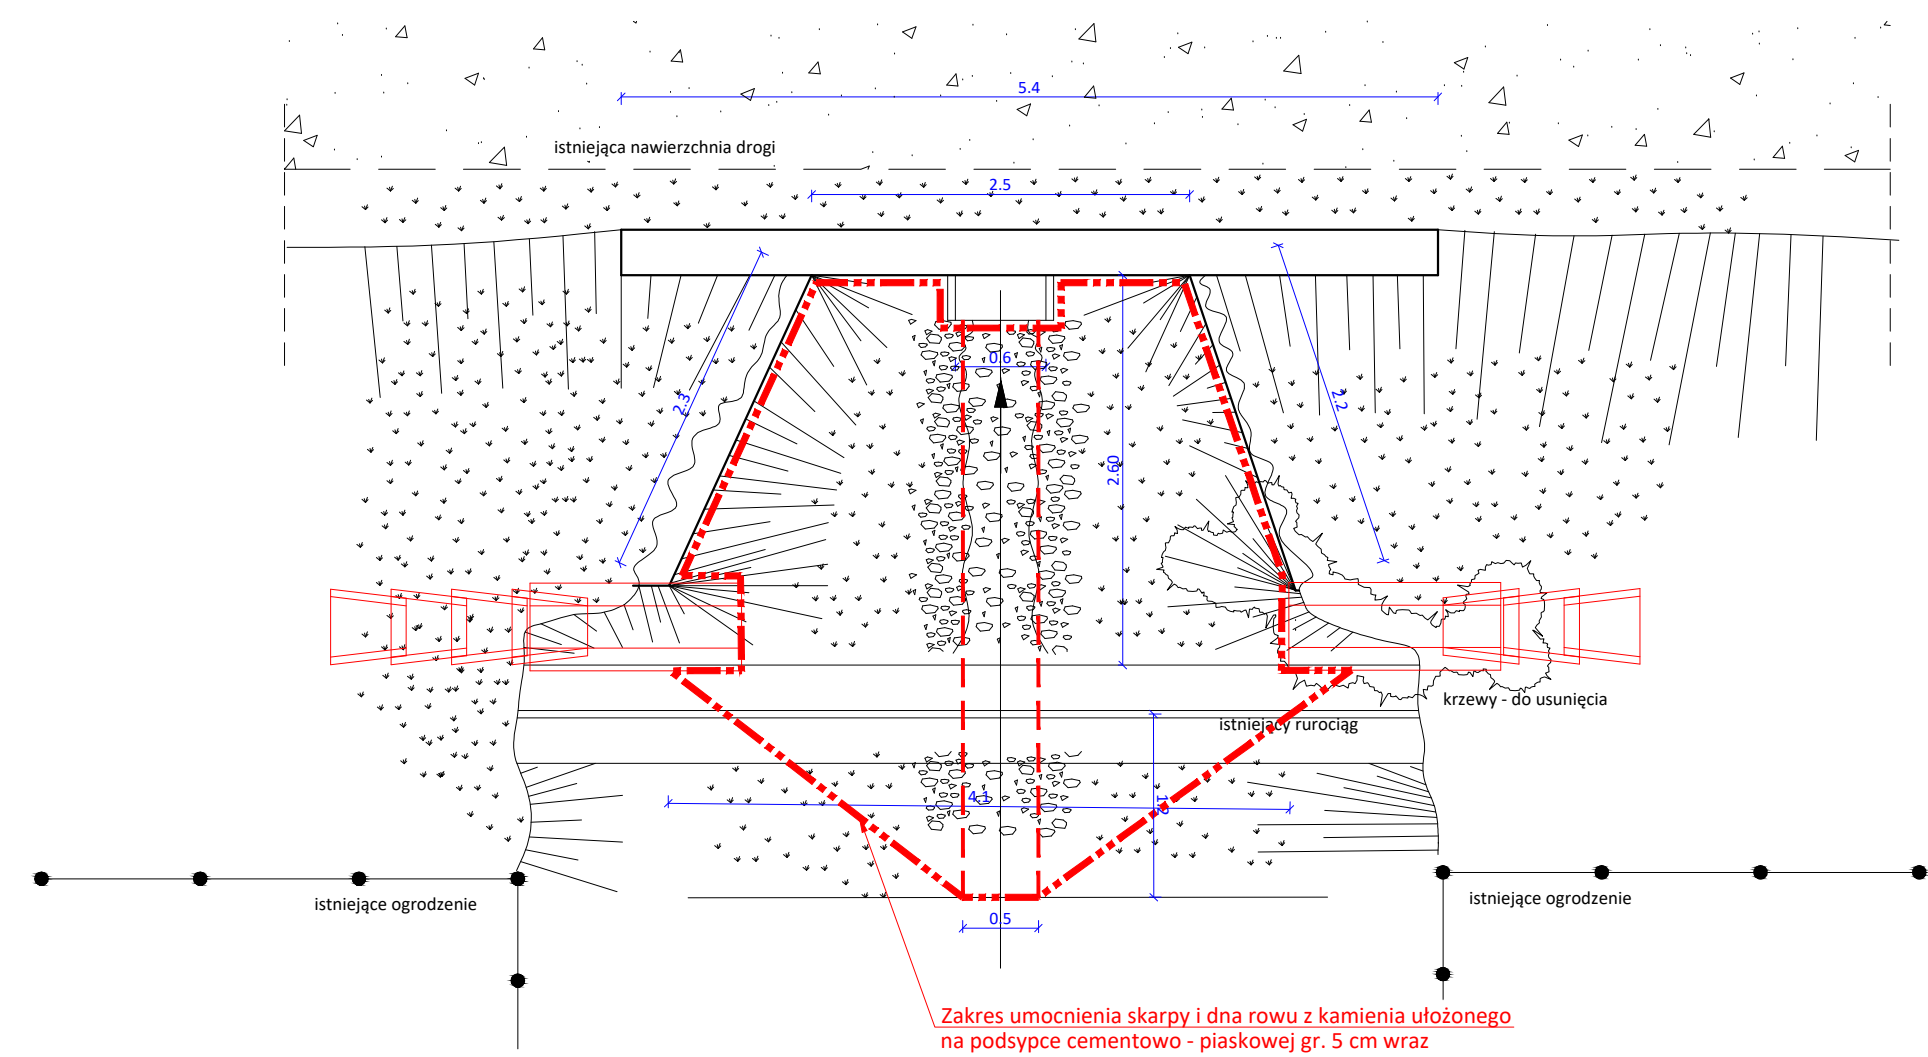 5.4
istniejąca nawierzchnia drogi
2.5
0.6
2.3
2.2
2.60
krzewy - do usunięcia
istniejący rurociąg
4.1
1.2
istniejące ogrodzenie
istniejące ogrodzenie
0.5
Zakres umocnienia skarpy i dna rowu z kamienia ułożonego
na podsypce cementowo - piaskowej gr. 5 cm wraz